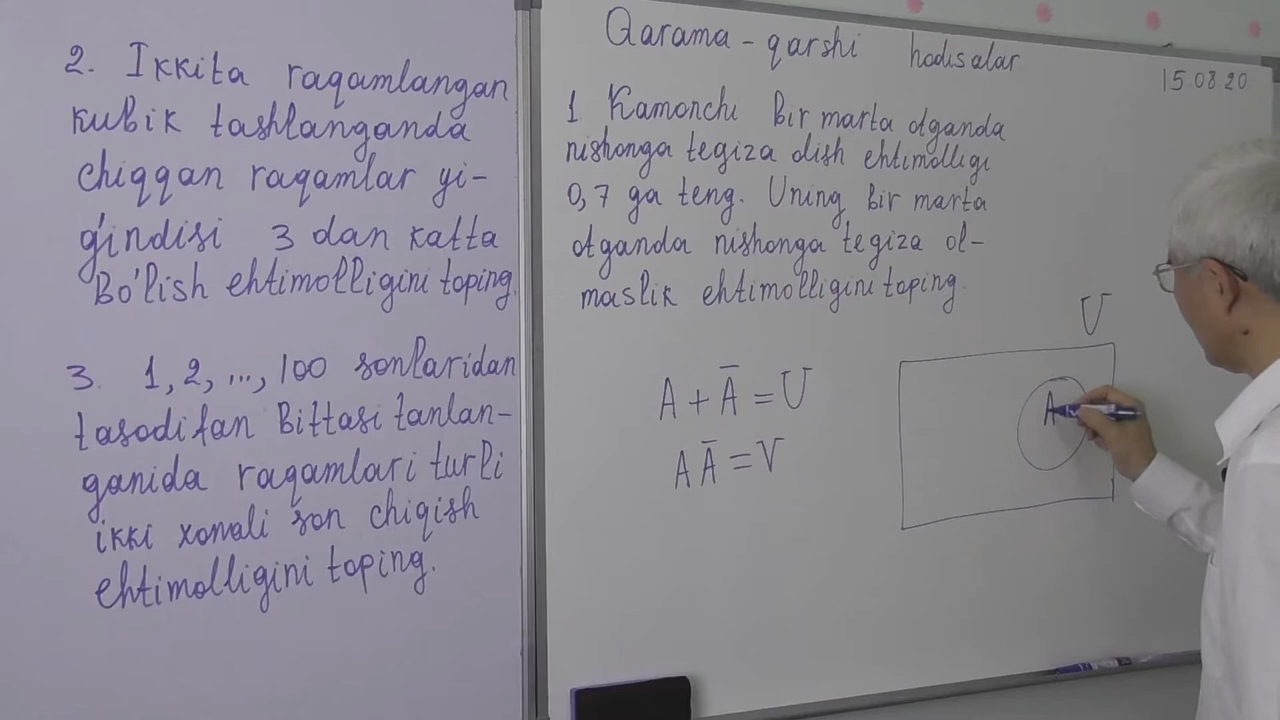 2. Ikkita raqamlangan
kubik tashlanganda
chiqqan raqamlar yi-
g'indisi 3 dan katta
Bo'lish ehtimolligini toping.
3. 1, 2, ..., 100 sonlaridan
tasodifan Bittasi tanlan-
ganida raqamlari turli
ikki xonali son chiqish
ehtimolligini toping.
Qarama-qarshi hodisalar
15.08.20
1 Kamonchi Bir marta otganda
nishonga tegiza olish ehtimolligi
0,7 ga teng. Uning bir marta
otganda nishonga tegiza ol-
maslik ehtimolligini toping.
A + Ā = U
A Ā = V
U
A